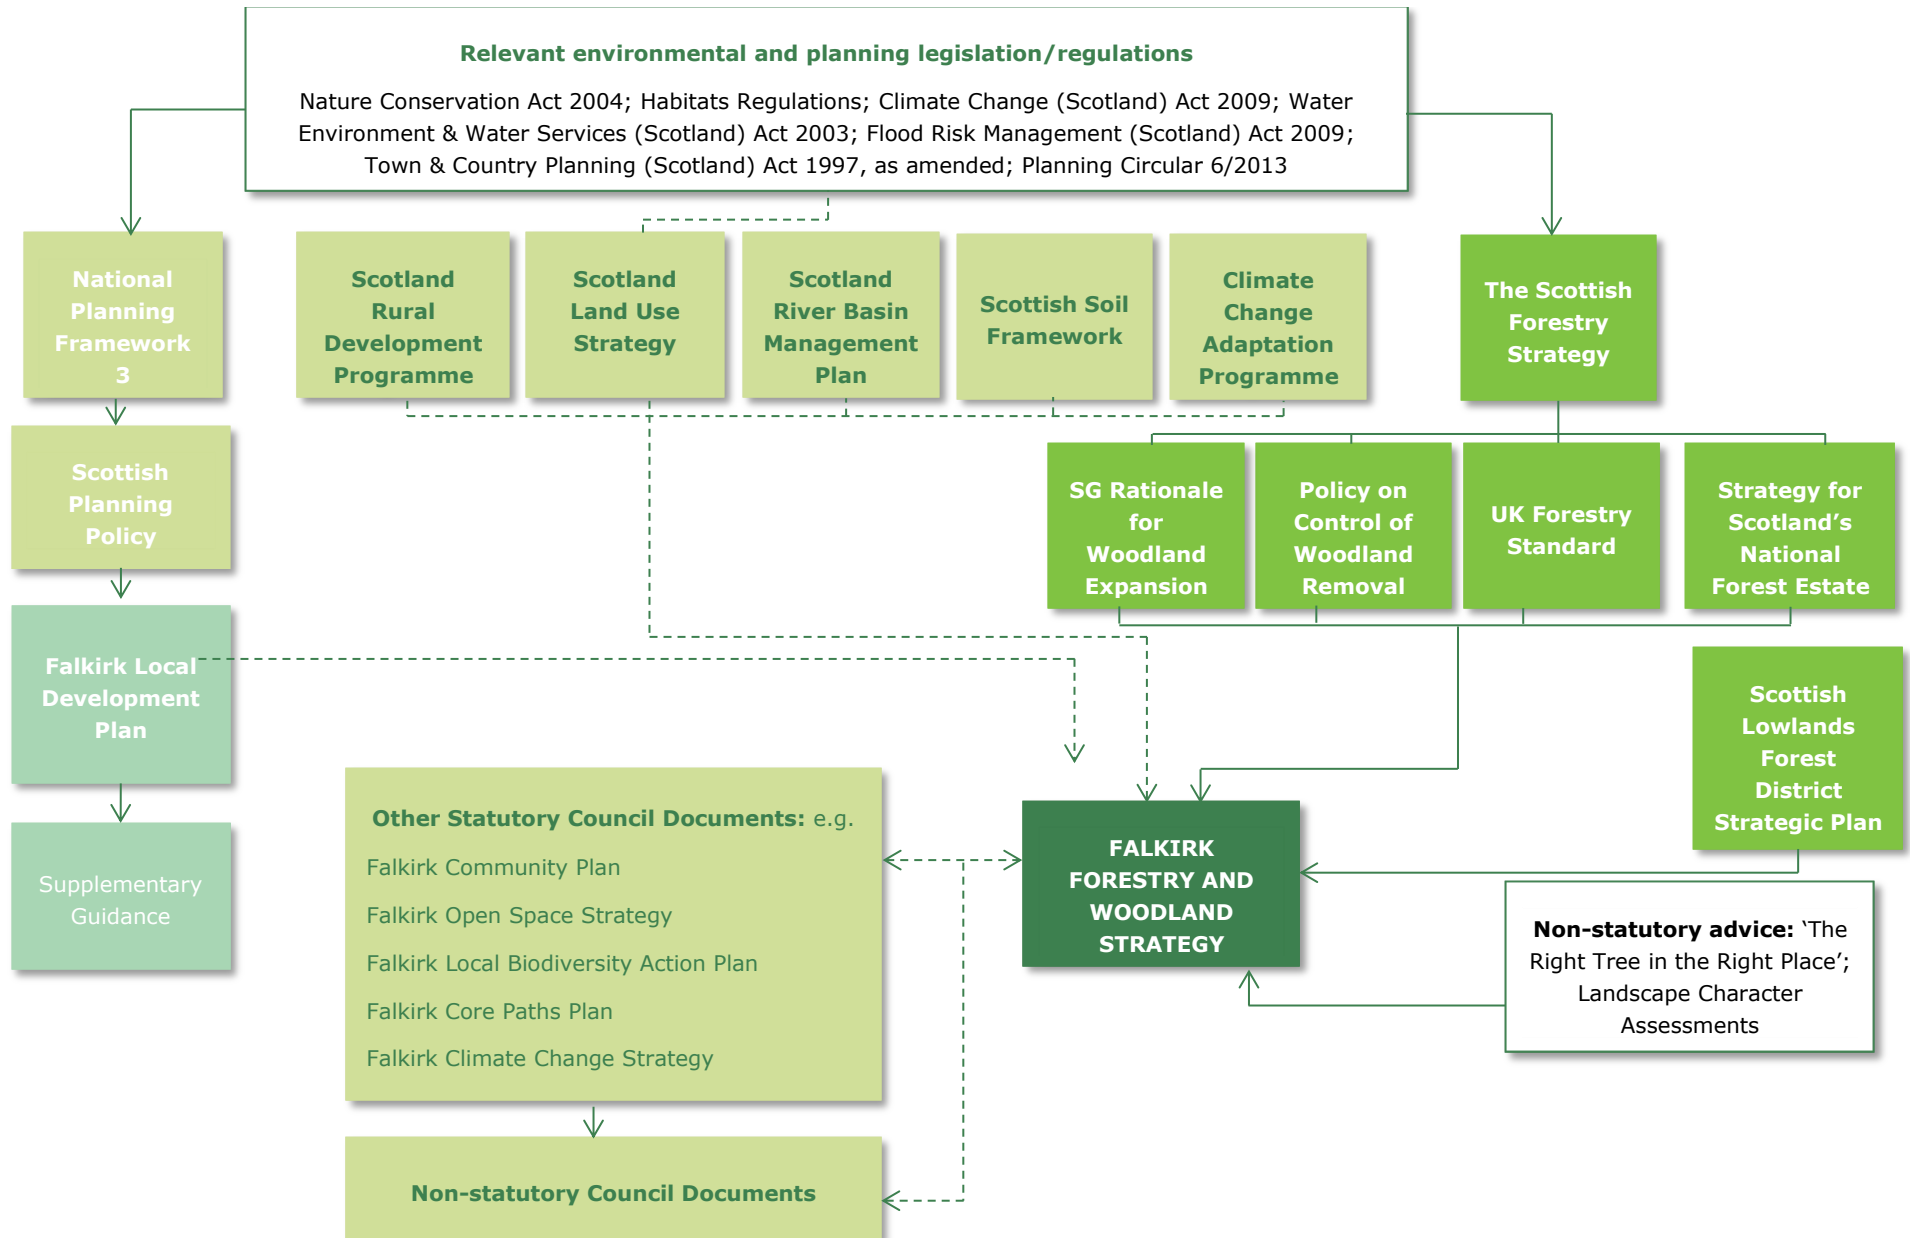 Relevant environmental and planning legislation/regulations
Nature Conservation Act 2004; Habitats Regulations; Climate Change (Scotland) Act 2009; Water
Environment & Water Services (Scotland) Act 2003; Flood Risk Management (Scotland) Act 2009;
Town & Country Planning (Scotland) Act 1997, as amended; Planning Circular 6/2013
National
Planning
Framework
3
Scotland
Rural
Development
Programme
Scotland
Land Use
Strategy
Scotland
River Basin
Management
Plan
Scottish Soil
Framework
Climate
Change
Adaptation
Programme
The Scottish
Forestry
Strategy
Scottish
Planning
Policy
SG Rationale
for
Woodland
Expansion
Policy on
Control of
Woodland
Removal
UK Forestry
Standard
Strategy for
Scotland’s
National
Forest Estate
Falkirk Local
Development
Plan
Scottish
Lowlands
Forest
District
Strategic Plan
Other Statutory Council Documents: e.g.
Falkirk Community Plan
Falkirk Open Space Strategy
Falkirk Local Biodiversity Action Plan
Falkirk Core Paths Plan
Falkirk Climate Change Strategy
FALKIRK
FORESTRY AND
WOODLAND
STRATEGY
Supplementary
Guidance
Non-statutory advice: ‘The
Right Tree in the Right Place’;
Landscape Character
Assessments
Non-statutory Council Documents